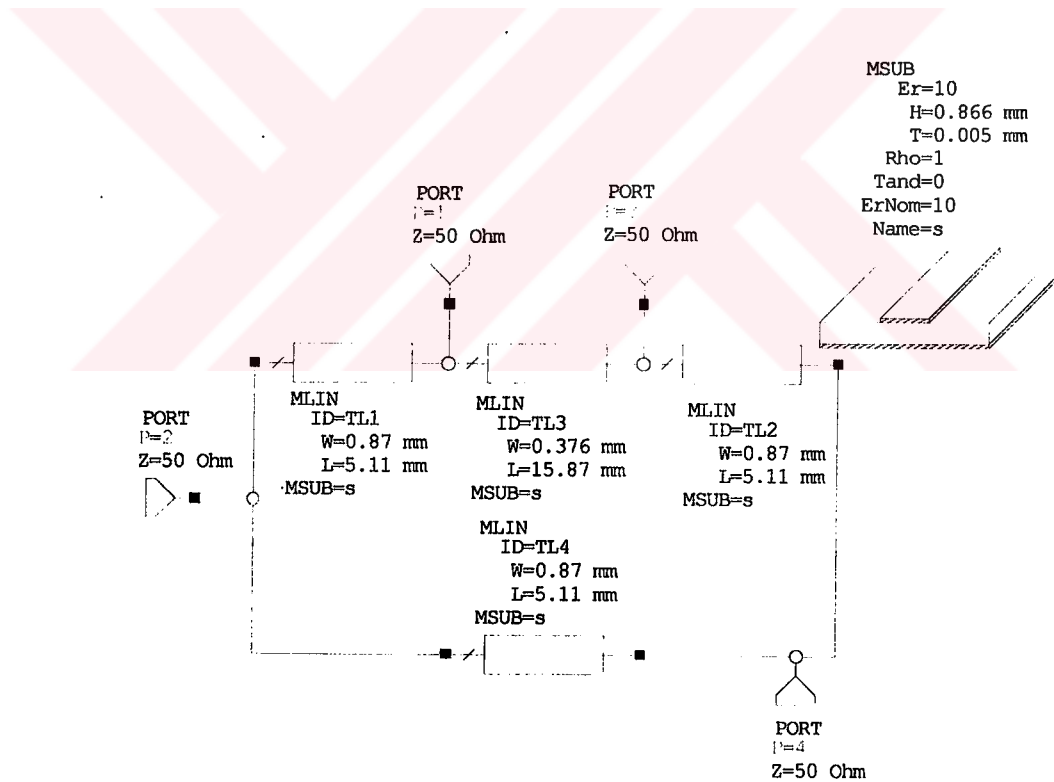 MSUB
Er=10
H=0.866 mm
T=0.005 mm
Rho=1
Tand=0
ErNom=10
Name=s
PORT
P=1
Z=50 Ohm
PORT
Z=50 Ohm
MLIN
ID=TL1
W=0.87 mm
L=5.11 mm
MSUB=s
MLIN
ID=TL3
W=0.376 mm
L=15.87 mm
MSUB=s
MLIN
ID=TL2
W=0.87 mm
L=5.11 mm
MSUB=s
PORT
P=2
Z=50 Ohm
MLIN
ID=TL4
W=0.87 mm
L=5.11 mm
MSUB=s
PORT
P=4
Z=50 Ohm